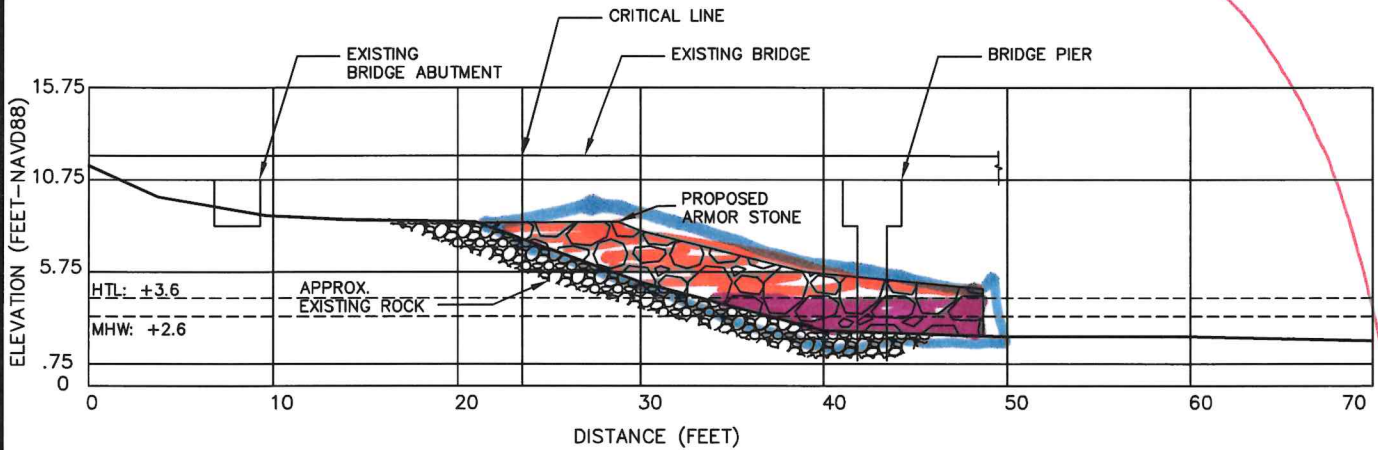 CRITICAL LINE
EXISTING
BRIDGE ABUTMENT
EXISTING BRIDGE
BRIDGE PIER
15.75
10.75
PROPOSED
ARMOR STONE
5.75
HTL: +3.6
APPROX.
EXISTING ROCK
MHW: +2.6
.75
0
ELEVATION (FEET-NAVD88)
0
10
20
30
40
50
60
70
DISTANCE (FEET)